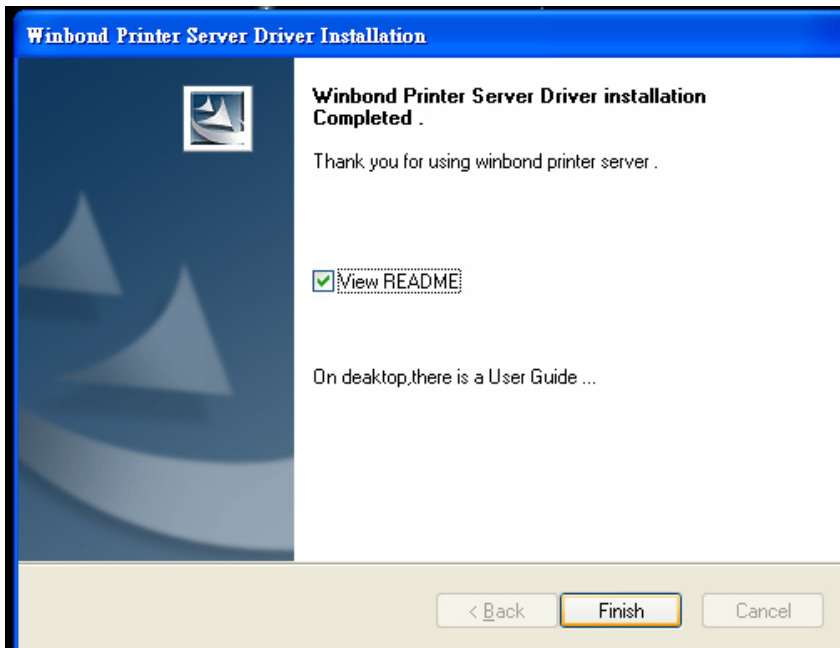 Winbond Printer Server Driver Installation
Winbond Printer Server Driver installation
Completed .
Thank you for using winbond printer server .
View README
On deaktop,there is a User Guide ...
< Back Finish Cancel